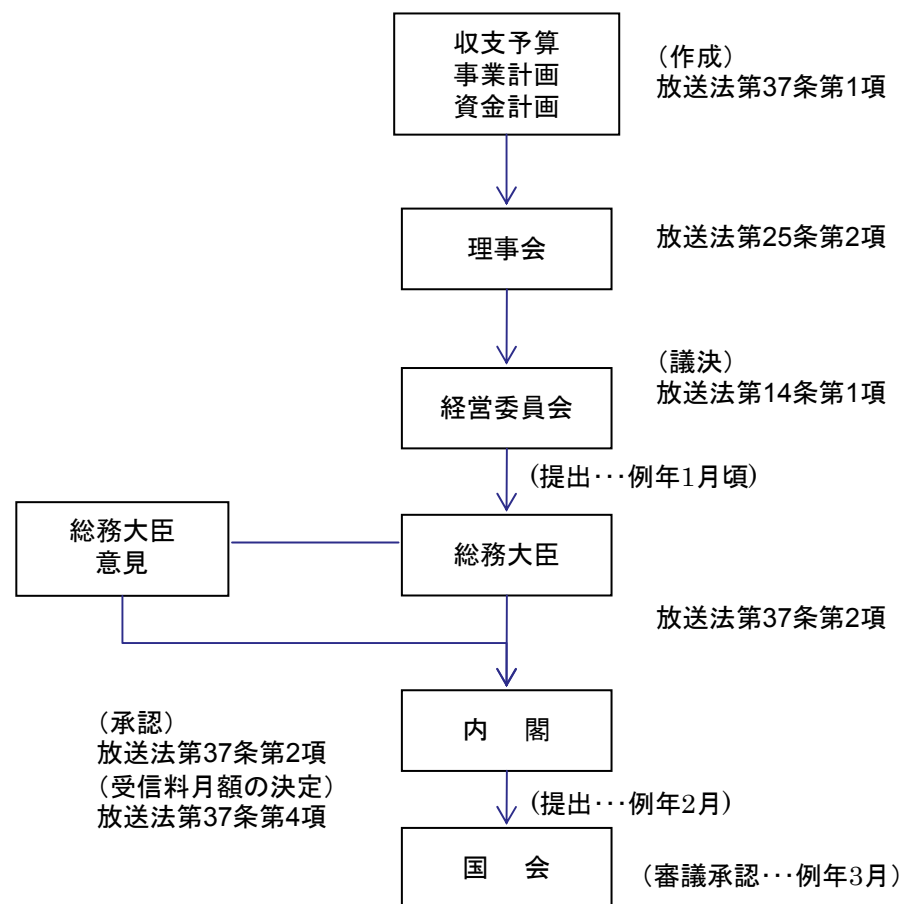 収支予算
事業計画
資金計画
（作成）
放送法第37条第1項
理事会
放送法第25条第2項
（議決）
放送法第14条第1項
経営委員会
(提出･･･例年1月頃)
総務大臣
意見
総務大臣
放送法第37条第2項
内　閣
（承認）
放送法第37条第2項
（受信料月額の決定）
放送法第37条第4項
(提出･･･例年2月)
国　会
（審議承認･･･例年3月）